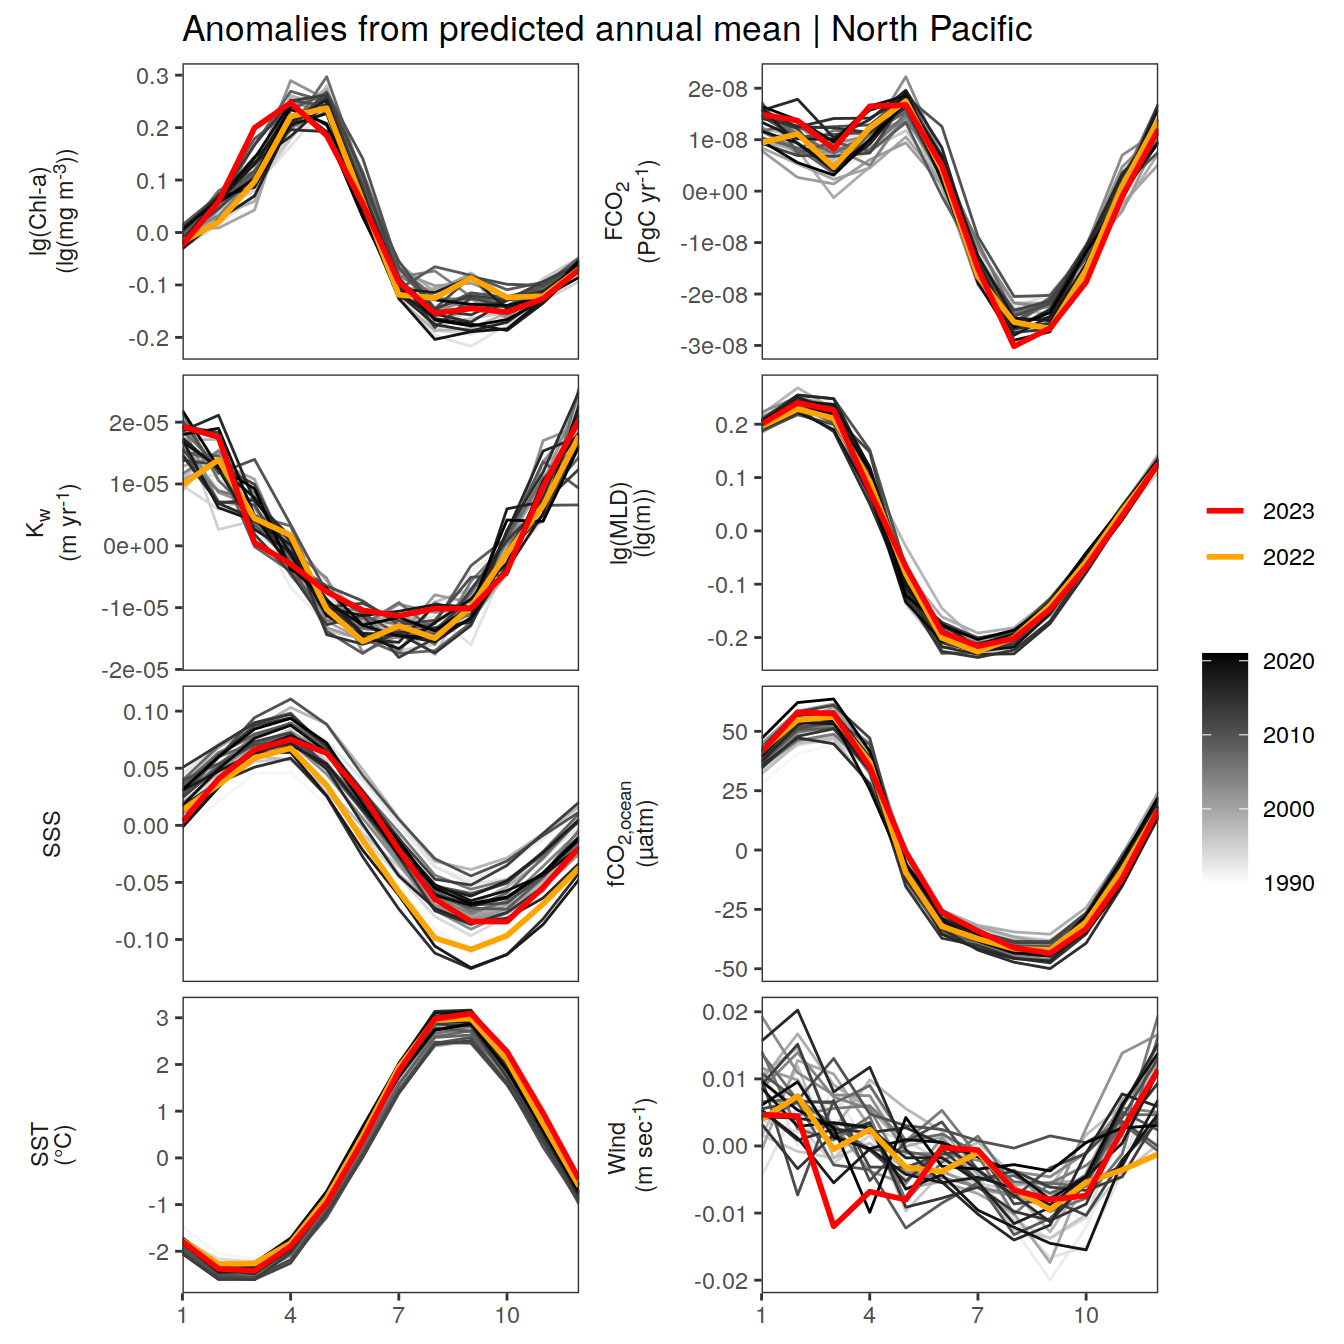 Anomalies from predicted annual mean | North Pacific
lg(Chl-a)
(lg(mg m⁻³))
0.3
0.2
0.1
0.0
-0.1
-0.2
FCO₂
(PgC yr⁻¹)
2e-08
1e-08
0e+00
-1e-08
-2e-08
-3e-08
K_w
(m yr⁻¹)
2e-05
1e-05
0e+00
-1e-05
-2e-05
lg(MLD)
(lg(m))
0.2
0.1
0.0
-0.1
-0.2
SSS
0.10
0.05
0.00
-0.05
-0.10
fCO₂,ocean
(µatm)
50
25
0
-25
-50
SST
(°C)
3
2
1
0
-1
-2
1 4 7 10
Wind
(m sec⁻¹)
0.02
0.01
0.00
-0.01
-0.02
1 4 7 10
2023
2022
2020
2010
2000
1990